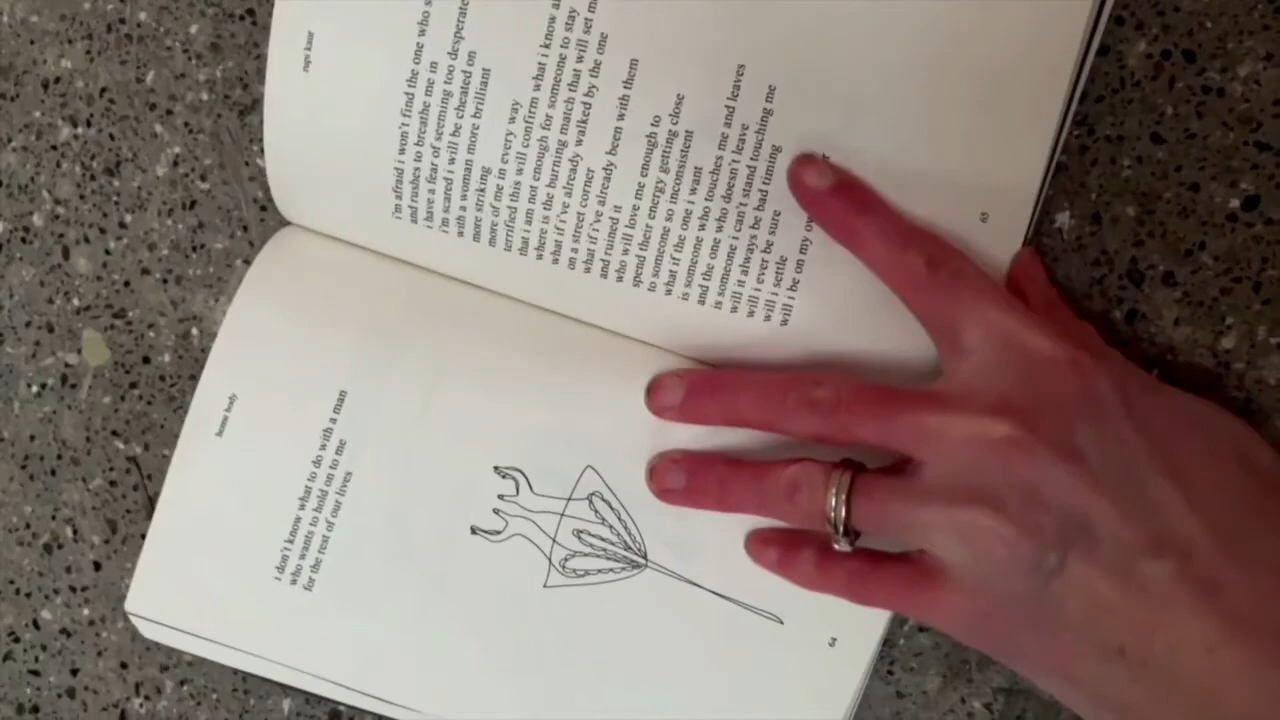 home body
i don't know what to do with a man
who wants to hold on to me
for the rest of our lives
64
rupi kaur
i'm afraid i won't find the one who
and rushes to breathe me in
i have a fear of seeming too desperate
i'm scared i will be cheated on
with a woman more brilliant
more striking
more of me in every way
terrified this will confirm what i know
that i am not enough for someone to stay
where is the burning match that will set
what if i've already walked by the one
on a street corner
what if i've already been with them
and ruined it
who will love me enough to
spend their energy getting close
to someone so inconsistent
what if the one i want
is someone who touches me and leaves
and the one who doesn't leave
is someone i can't stand touching me
will it always be bad timing
will i ever be sure
will i settle
will i be on my
65